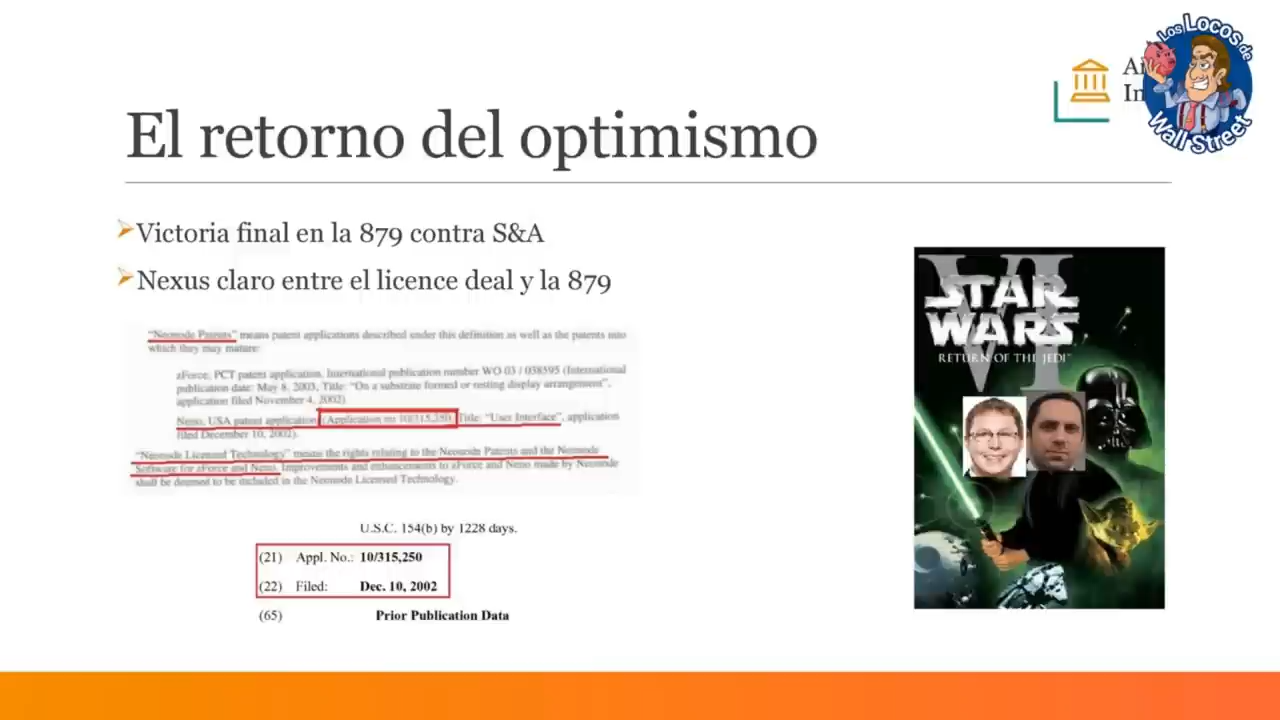 Los Locos de
Wall Street
El retorno del optimismo
Victoria final en la 879 contra S&A
Nexus claro entre el licence deal y la 879
"Neonode Patents" means patent applications described under this definition as well as the patents into
which they may mature:
zForce, PCT patent application, International publication number WO 03 / 038595 (International
publication date: May 8, 2003, Title: "On a substrate formed or resting display arrangement",
application filed November 4, 2002)
Neno, USA patent application (Application no 10/315,250, Title: "User Interface", application
filed December 10, 2002).
"Neonode Licensed Technology" means the rights relating to the Neonode Patents and the Neonode
Software for zForce and Neno. Improvements and enhancements to zForce and Neno made by Neonode
shall be deemed to be included in the Neonode Licensed Technology.
U.S.C. 154(b) by 1228 days.
(21) Appl. No.: 10/315,250
(22) Filed: Dec. 10, 2002
(65) Prior Publication Data
VI
STAR
WARS
RETURN OF THE JEDI